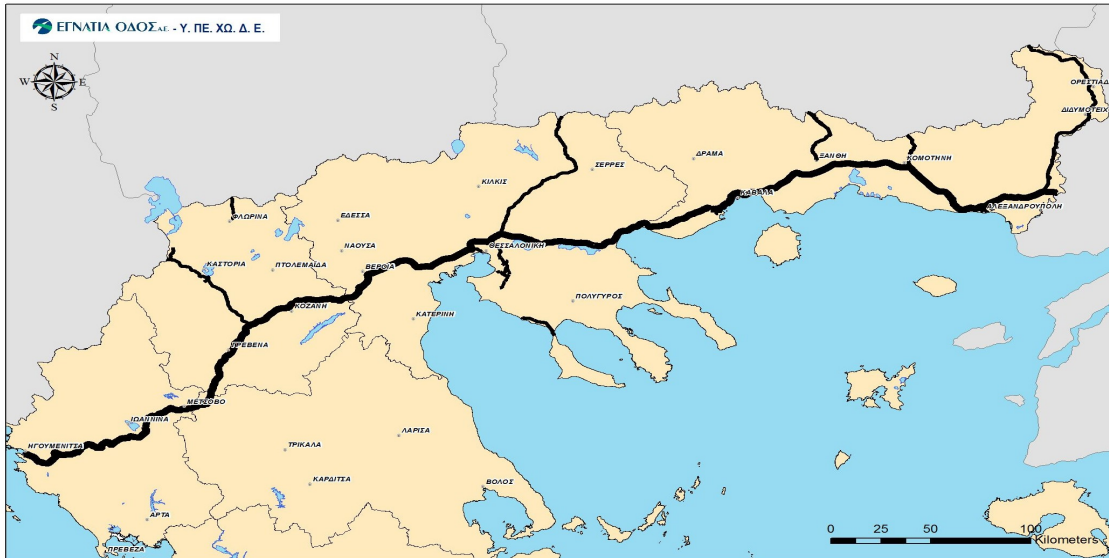 ΕΓΝΑΤΙΑ ΟΔΟΣ Α.Ε. - Υ. ΠΕ. ΧΩ. Δ. Ε.
N
W E
S
ΟΡΕΣΤΙΑΔ
ΔΙΔΥΜΟΤΕΙΧ
ΔΡΑΜΑ
ΞΑΝΘΗ
ΚΟΜΟΤΗΝΗ
ΣΕΡΡΕΣ
ΚΙΛΚΙΣ
ΚΑΒΑΛΑ
ΑΛΕΞΑΝΔΡΟΥΠΟΛΗ
ΦΛΩΡΙΝΑ
ΕΔΕΣΣΑ
ΝΑΟΥΣΑ
ΘΕΣΣΑΛΟΝΙΚΗ
ΚΑΣΤΟΡΙΑ
ΠΤΟΛΕΜΑΙΔΑ
ΒΕΡΟΙΑ
ΠΟΛΥΓΥΡΟΣ
ΚΟΖΑΝΗ
ΚΑΤΕΡΙΝΗ
ΓΡΕΒΕΝΑ
ΜΕΤΣΟΒΟ
ΙΩΑΝΝΙΝΑ
ΗΓΟΥΜΕΝΙΤΣΑ
ΛΑΡΙΣΑ
ΤΡΙΚΑΛΑ
ΚΑΡΔΙΤΣΑ
ΒΟΛΟΣ
ΑΡΤΑ
ΠΡΕΒΕΖΑ
0 25 50 100
Kilometers